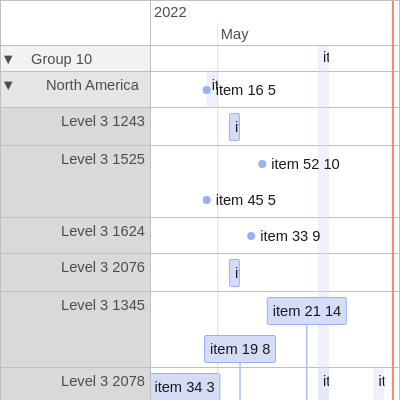 2022
May
Group 10
it
North America
it
item 16 5
Level 3 1243
i
Level 3 1525
item 52 10
item 45 5
Level 3 1624
item 33 9
Level 3 2076
i
Level 3 1345
item 21 14
item 19 8
Level 3 2078
item 34 3
it
it